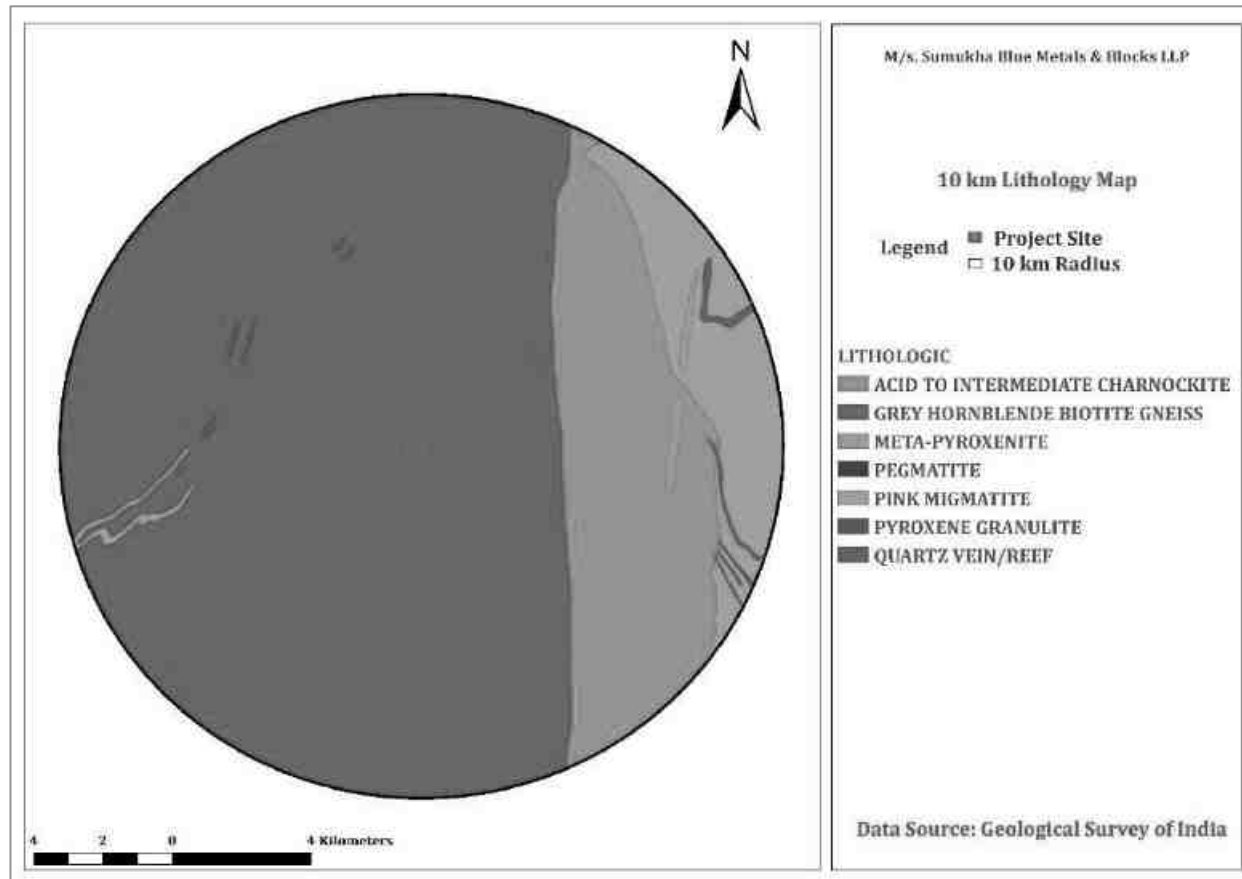 N
4 2 0 4 Kilometers
M/s. Sumukha Blue Metals & Blocks LLP
10 km Lithology Map
Legend
Project Site
10 km Radius
LITHOLOGIC
ACID TO INTERMEDIATE CHARNOCKITE
GREY HORNBLENDE BIOTITE GNEISS
META-PYROXENITE
PEGMATITE
PINK MIGMATITE
PYROXENE GRANULITE
QUARTZ VEIN/REEF
Data Source: Geological Survey of India